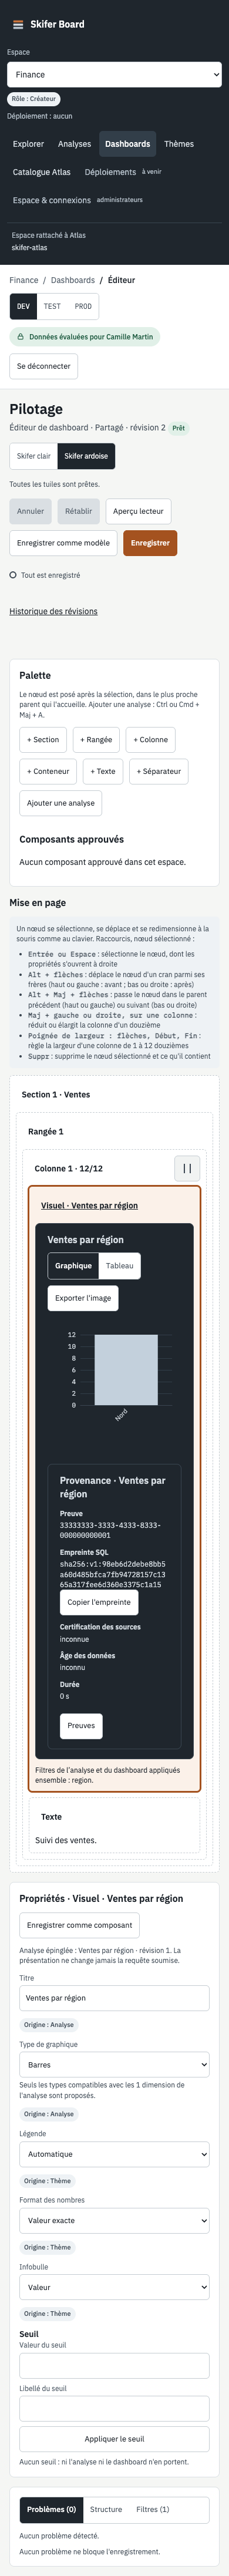 Skifer Board
Espace
Finance
Rôle : Créateur
Déploiement : aucun
Explorer Analyses Dashboards Thèmes
Catalogue Atlas Déploiements à venir
Espace & connexions administrateurs
Espace rattaché à Atlas
skifer-atlas
Finance / Dashboards / Éditeur
DEV TEST PROD
Données évaluées pour Camille Martin
Se déconnecter
Pilotage
Éditeur de dashboard · Partagé · révision 2 Prêt
Skifer clair Skifer ardoise
Toutes les tuiles sont prêtes.
Annuler Rétablir Aperçu lecteur
Enregistrer comme modèle Enregistrer
Tout est enregistré
Historique des révisions
Palette
Le nœud est posé après la sélection, dans le plus proche
parent qui l'accueille. Ajouter une analyse : Ctrl ou Cmd +
Maj + A.
+ Section + Rangée + Colonne
+ Conteneur + Texte + Séparateur
Ajouter une analyse
Composants approuvés
Aucun composant approuvé dans cet espace.
Mise en page
Un nœud se sélectionne, se déplace et se redimensionne à la
souris comme au clavier. Raccourcis, nœud sélectionné :
Entrée ou Espace : sélectionne le nœud, dont les
propriétés s'ouvrent à droite
Alt + flèches : déplace le nœud d'un cran parmi ses
frères (haut ou gauche : avant ; bas ou droite : après)
Alt + Maj + flèches : passe le nœud dans le parent
précédent (haut ou gauche) ou suivant (bas ou droite)
Maj + gauche ou droite, sur une colonne :
réduit ou élargit la colonne d'un douzième
Poignée de largeur : flèches, Début, Fin :
règle la largeur d'une colonne de 1 à 12 douzièmes
Suppr : supprime le nœud sélectionné et ce qu'il contient
Section 1 · Ventes
Rangée 1
Colonne 1 · 12/12
Visuel · Ventes par région
Ventes par région
Graphique Tableau
Exporter l'image
12
10
8
6
4
2
0
Nord
Provenance · Ventes par
région
Preuve
33333333-3333-4333-8333-
000000000001
Empreinte SQL
sha256:v1:98eb6d2debe8bb5
a60d485bfca7fb94728157c13
65a317fee6d360e3375c1a15
Copier l'empreinte
Certification des sources
inconnue
Âge des données
inconnu
Durée
0 s
Preuves
Filtres de l'analyse et du dashboard appliqués
ensemble : region.
Texte
Suivi des ventes.
Propriétés · Visuel · Ventes par région
Enregistrer comme composant
Analyse épinglée : Ventes par région · révision 1. La
présentation ne change jamais la requête soumise.
Titre
Ventes par région
Origine : Analyse
Type de graphique
Barres
Seuls les types compatibles avec les 1 dimension de
l'analyse sont proposés.
Origine : Analyse
Légende
Automatique
Origine : Thème
Format des nombres
Valeur exacte
Origine : Thème
Infobulle
Valeur
Origine : Thème
Seuil
Valeur du seuil
Libellé du seuil
Appliquer le seuil
Aucun seuil : ni l'analyse ni le dashboard n'en portent.
Problèmes (0) Structure Filtres (1)
Aucun problème détecté.
Aucun problème ne bloque l'enregistrement.